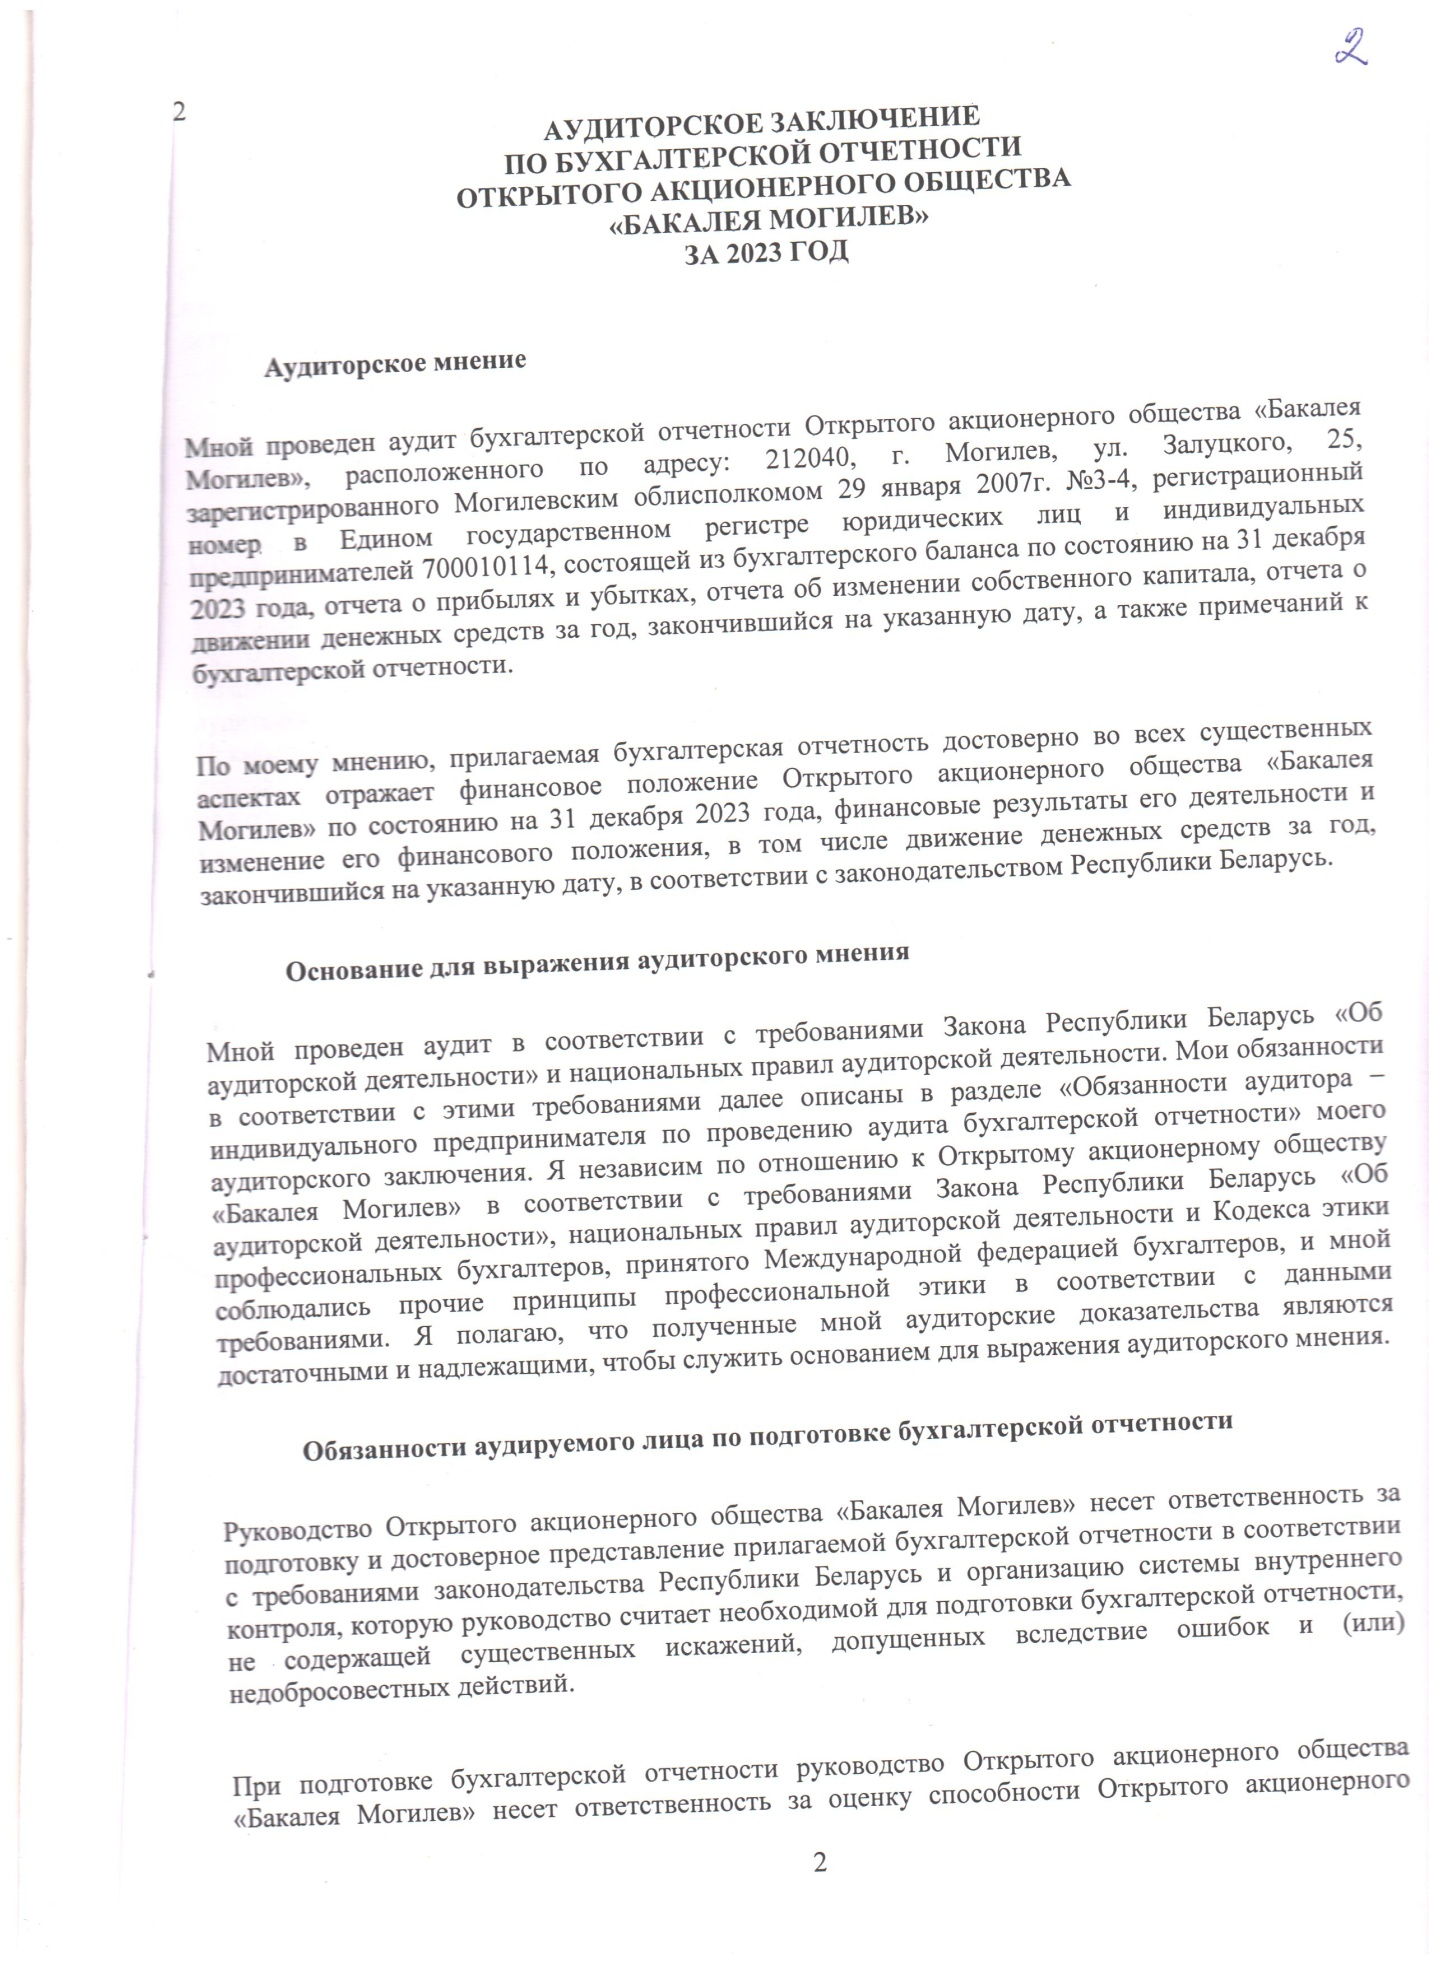 2
2
АУДИТОРСКОЕ ЗАКЛЮЧЕНИЕ
ПО БУХГАЛТЕРСКОЙ ОТЧЕТНОСТИ
ОТКРЫТОГО АКЦИОНЕРНОГО ОБЩЕСТВА
«БАКАЛЕЯ МОГИЛЕВ»
ЗА 2023 ГОД
Аудиторское мнение
Мной проведен аудит бухгалтерской отчетности Открытого акционерного общества «Бакалея
Могилев», расположенного по адресу: 212040, г. Могилев, ул. Залуцкого, 25,
зарегистрированного Могилевским облисполкомом 29 января 2007г. №3-4, регистрационный
номер в Едином государственном регистре юридических лиц и индивидуальных
предпринимателей 700010114, состоящей из бухгалтерского баланса по состоянию на 31 декабря
2023 года, отчета о прибылях и убытках, отчета об изменении собственного капитала, отчета о
движении денежных средств за год, закончившийся на указанную дату, а также примечаний к
бухгалтерской отчетности.
По моему мнению, прилагаемая бухгалтерская отчетность достоверно во всех существенных
аспектах отражает финансовое положение Открытого акционерного общества «Бакалея
Могилев» по состоянию на 31 декабря 2023 года, финансовые результаты его деятельности и
изменение его финансового положения, в том числе движение денежных средств за год,
закончившийся на указанную дату, в соответствии с законодательством Республики Беларусь.
Основание для выражения аудиторского мнения
Мной проведен аудит в соответствии с требованиями Закона Республики Беларусь «Об
аудиторской деятельности» и национальных правил аудиторской деятельности. Мои обязанности
в соответствии с этими требованиями далее описаны в разделе «Обязанности аудитора –
индивидуального предпринимателя по проведению аудита бухгалтерской отчетности» моего
аудиторского заключения. Я независим по отношению к Открытому акционерному обществу
«Бакалея Могилев» в соответствии с требованиями Закона Республики Беларусь «Об
аудиторской деятельности», национальных правил аудиторской деятельности и Кодекса этики
профессиональных бухгалтеров, принятого Международной федерацией бухгалтеров, и мной
соблюдались прочие принципы профессиональной этики в соответствии с данными
требованиями. Я полагаю, что полученные мной аудиторские доказательства являются
достаточными и надлежащими, чтобы служить основанием для выражения аудиторского мнения.
Обязанности аудируемого лица по подготовке бухгалтерской отчетности
Руководство Открытого акционерного общества «Бакалея Могилев» несет ответственность за
подготовку и достоверное представление прилагаемой бухгалтерской отчетности в соответствии
с требованиями законодательства Республики Беларусь и организацию системы внутреннего
контроля, которую руководство считает необходимой для подготовки бухгалтерской отчетности,
не содержащей существенных искажений, допущенных вследствие ошибок и (или)
недобросовестных действий.
При подготовке бухгалтерской отчетности руководство Открытого акционерного общества
«Бакалея Могилев» несет ответственность за оценку способности Открытого акционерного
2